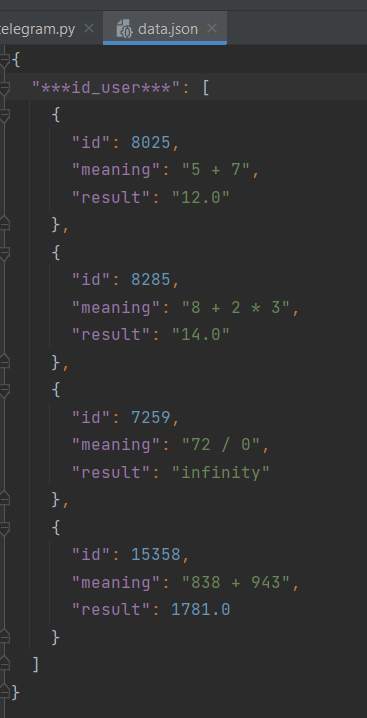 telegram.py data.json
{
"***id_user***": [
{
"id": 8025,
"meaning": "5 + 7",
"result": "12.0"
},
{
"id": 8285,
"meaning": "8 + 2 * 3",
"result": "14.0"
},
{
"id": 7259,
"meaning": "72 / 0",
"result": "infinity"
},
{
"id": 15358,
"meaning": "838 + 943",
"result": 1781.0
}
]
}